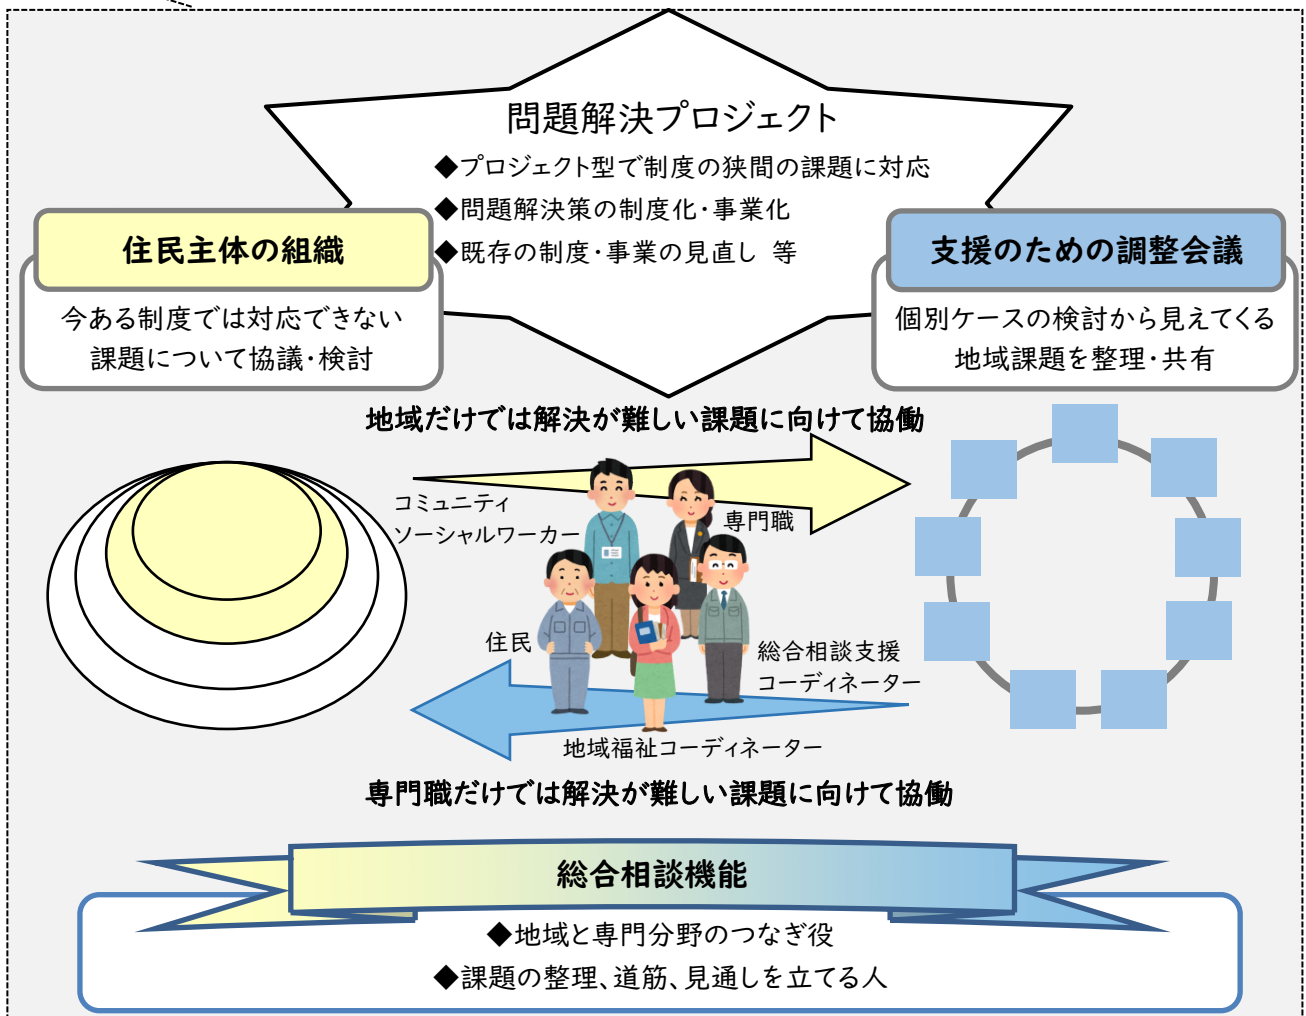 問題解決プロジェクト
◆プロジェクト型で制度の狭間の課題に対応
◆問題解決策の制度化・事業化
◆既存の制度・事業の見直し 等
住民主体の組織
今ある制度では対応できない
課題について協議・検討
支援のための調整会議
個別ケースの検討から見えてくる
地域課題を整理・共有
地域だけでは解決が難しい課題に向けて協働
コミュニティ
ソーシャルワーカー
専門職
住民
総合相談支援
コーディネーター
地域福祉コーディネーター
専門職だけでは解決が難しい課題に向けて協働
総合相談機能
◆地域と専門分野のつなぎ役
◆課題の整理、道筋、見通しを立てる人